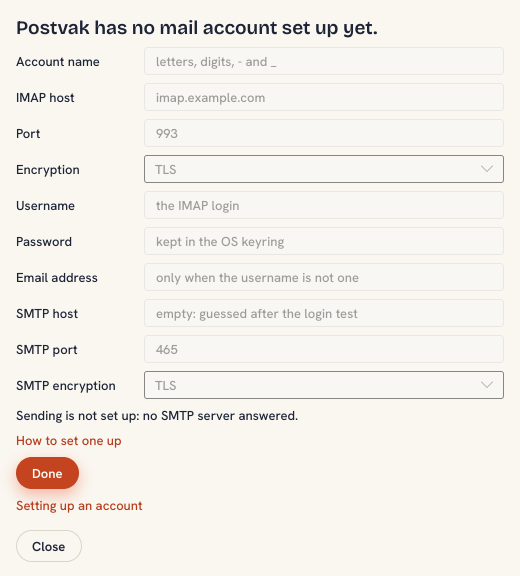 Postvak has no mail account set up yet.
Account name
letters, digits, - and _
IMAP host
imap.example.com
Port
993
Encryption
TLS
Username
the IMAP login
Password
kept in the OS keyring
Email address
only when the username is not one
SMTP host
empty: guessed after the login test
SMTP port
465
SMTP encryption
TLS
Sending is not set up: no SMTP server answered.
How to set one up
Done
Setting up an account
Close